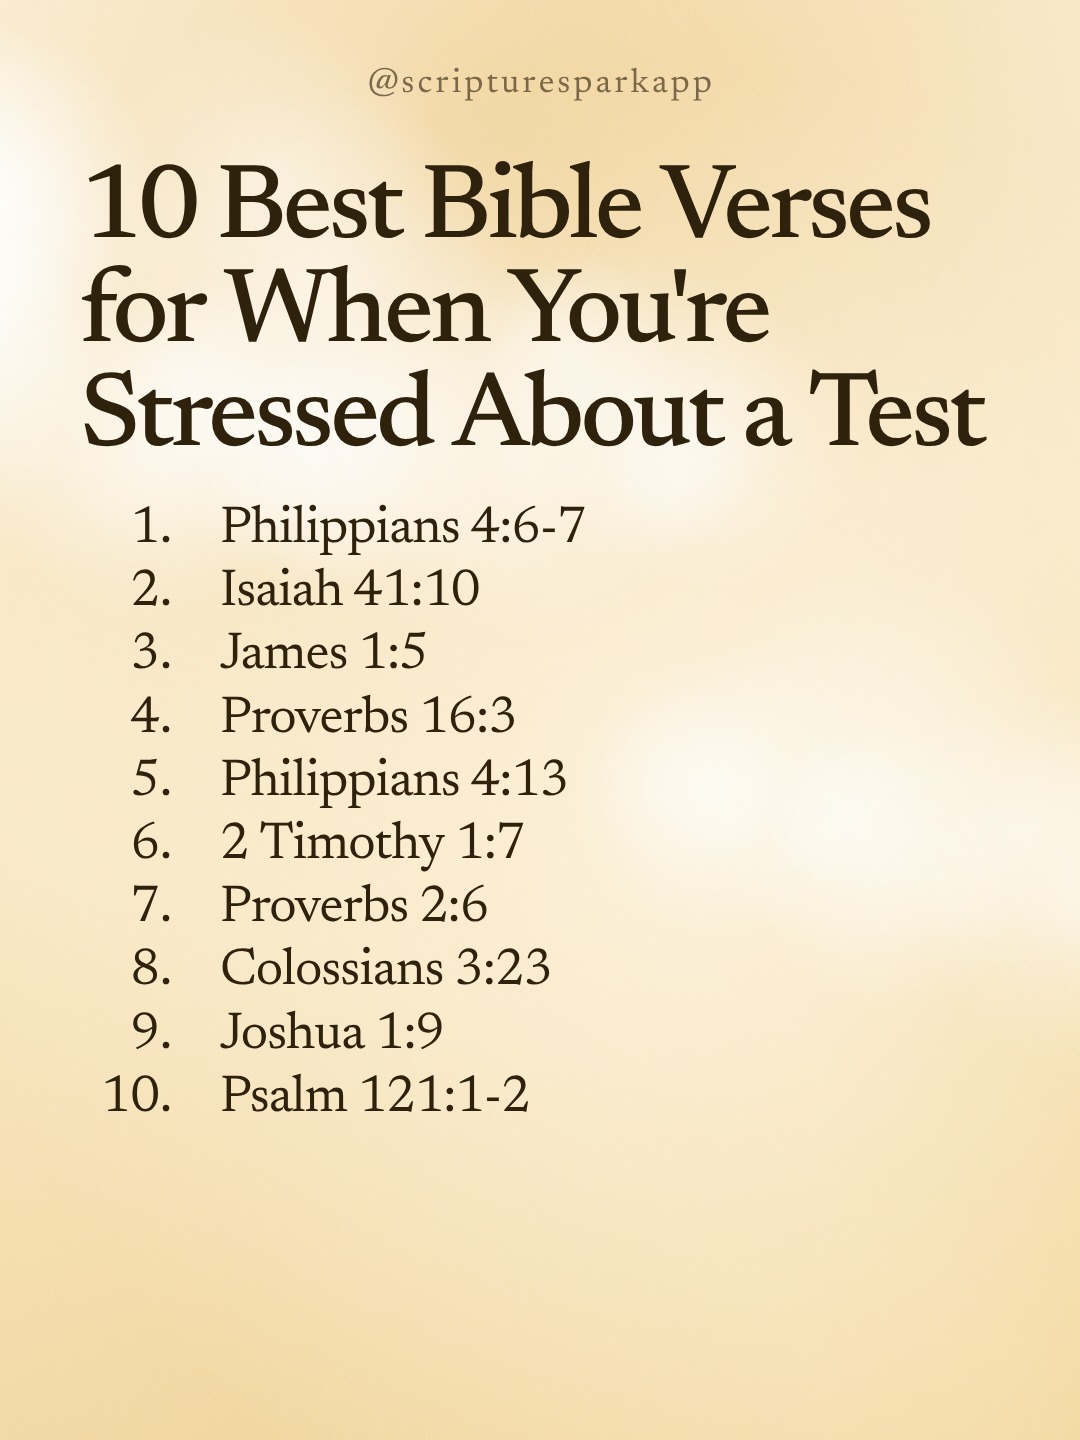 @scripturesparkapp
10 Best Bible Verses
for When You're
Stressed About a Test
1. Philippians 4:6-7
2. Isaiah 41:10
3. James 1:5
4. Proverbs 16:3
5. Philippians 4:13
6. 2 Timothy 1:7
7. Proverbs 2:6
8. Colossians 3:23
9. Joshua 1:9
10. Psalm 121:1-2